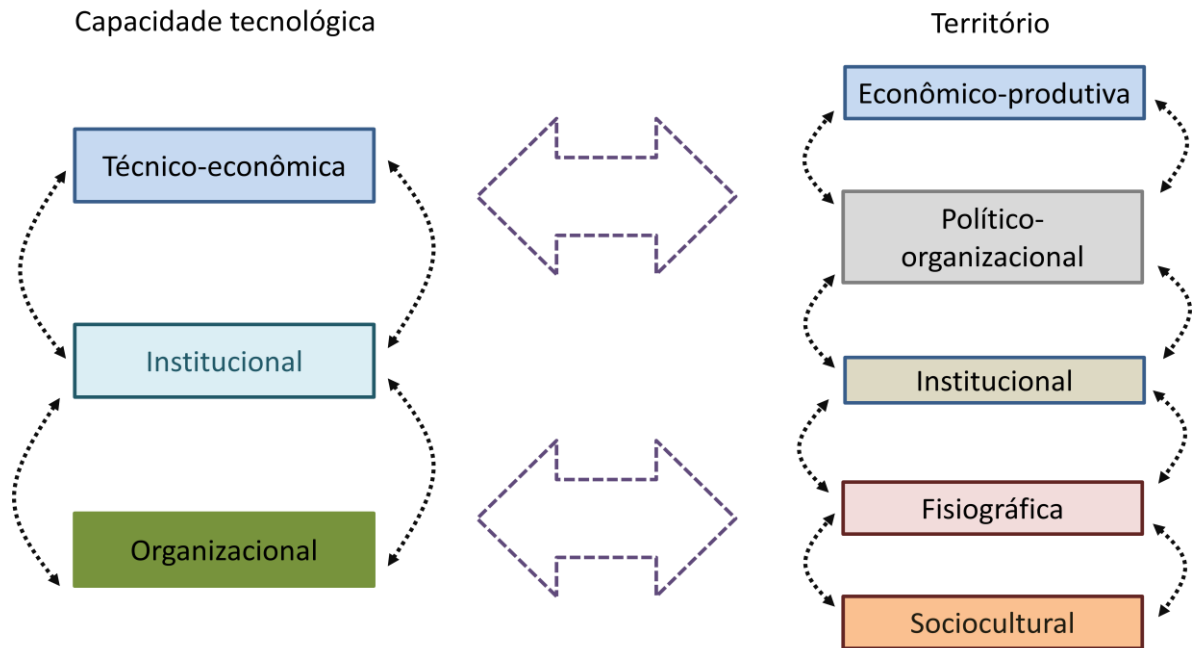 Capacidade tecnológica
Técnico-econômica
Institucional
Organizacional
Território
Econômico-produtiva
Político-
organizacional
Institucional
Fisiográfica
Sociocultural